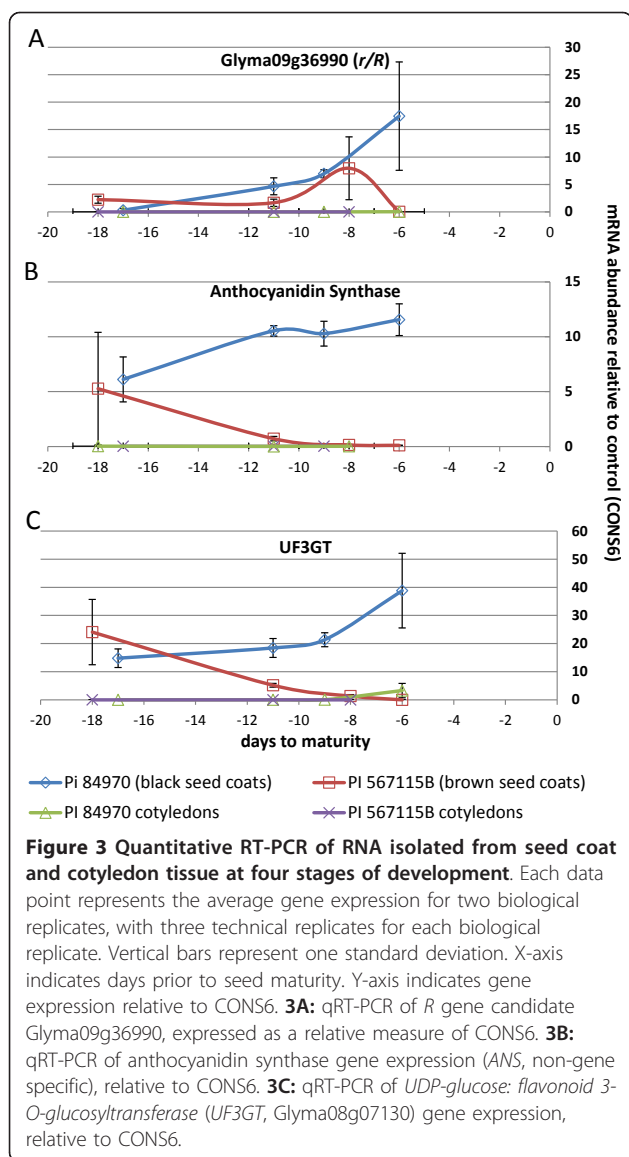 A
Glyma09g36990 (r/R)
30
25
20
15
10
5
0
-20 -18 -16 -14 -12 -10 -8 -6 -4 -2 0
B
Anthocyanidin Synthase
15
10
5
0
-20 -18 -16 -14 -12 -10 -8 -6 -4 -2 0
mRNA abundance relative to control (CONS6)
C
UF3GT
60
50
40
30
20
10
0
-20 -18 -16 -14 -12 -10 -8 -6 -4 -2 0
days to maturity
Pi 84970 (black seed coats) PI 567115B (brown seed coats)
PI 84970 cotyledons PI 567115B cotyledons
Figure 3 Quantitative RT-PCR of RNA isolated from seed coat
and cotyledon tissue at four stages of development. Each data
point represents the average gene expression for two biological
replicates, with three technical replicates for each biological
replicate. Vertical bars represent one standard deviation. X-axis
indicates days prior to seed maturity. Y-axis indicates gene
expression relative to CONS6. 3A: qRT-PCR of R gene candidate
Glyma09g36990, expressed as a relative measure of CONS6. 3B:
qRT-PCR of anthocyanidin synthase gene expression (ANS, non-gene
specific), relative to CONS6. 3C: qRT-PCR of UDP-glucose: flavonoid 3-
O-glucosyltransferase (UF3GT, Glyma08g07130) gene expression,
relative to CONS6.